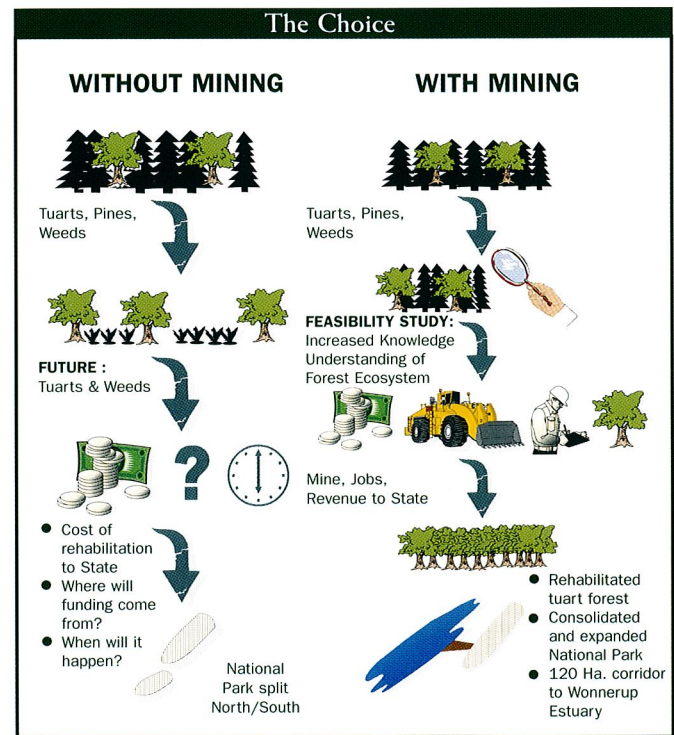 The Choice
WITHOUT MINING
Tuarts, Pines,
Weeds
FUTURE :
Tuarts & Weeds
?
● Cost of
rehabilitation
to State
● Where will
funding come
from?
● When will it
happen?
National
Park split
North/South
WITH MINING
Tuarts, Pines,
Weeds
FEASIBILITY STUDY:
Increased Knowledge
Understanding of
Forest Ecosystem
Mine, Jobs,
Revenue to State
● Rehabilitated
tuart forest
● Consolidated
and expanded
National Park
● 120 Ha. corridor
to Wonnerup
Estuary